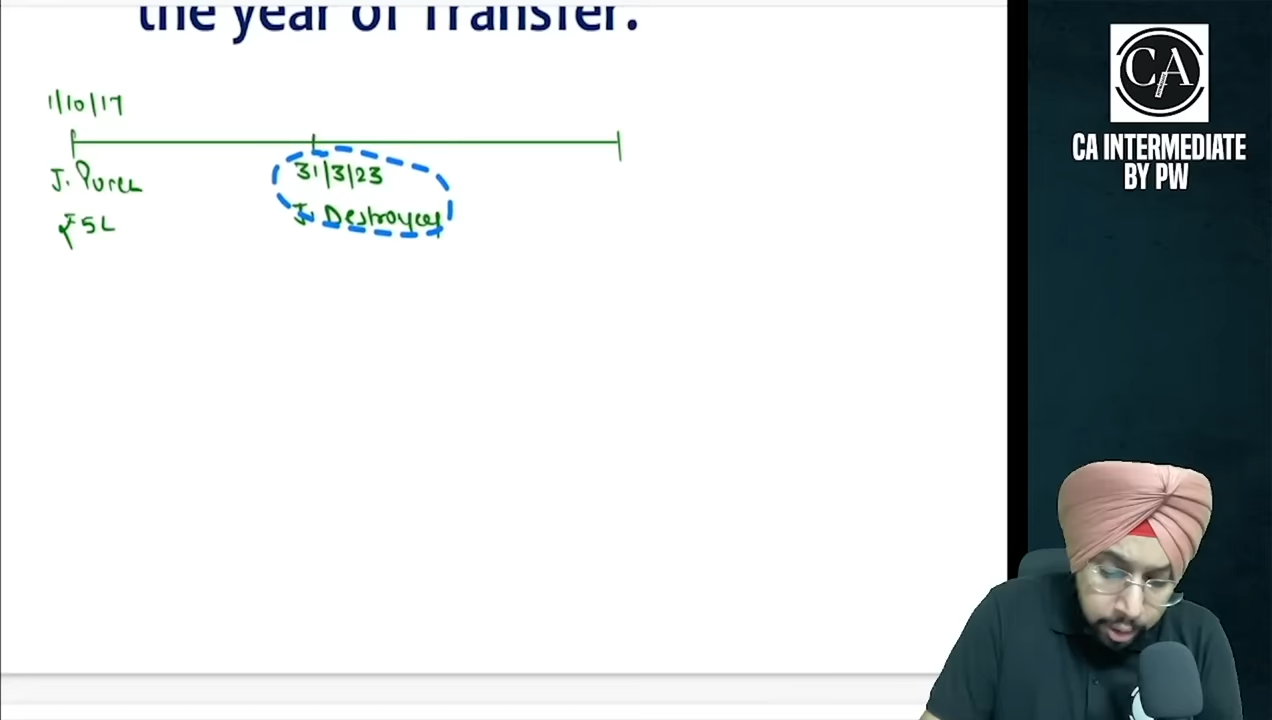 the year of Transfer.
1/10/17
J. Purch
₹5L
31/3/23
J. Destroyed
CA
CA INTERMEDIATE
BY PW